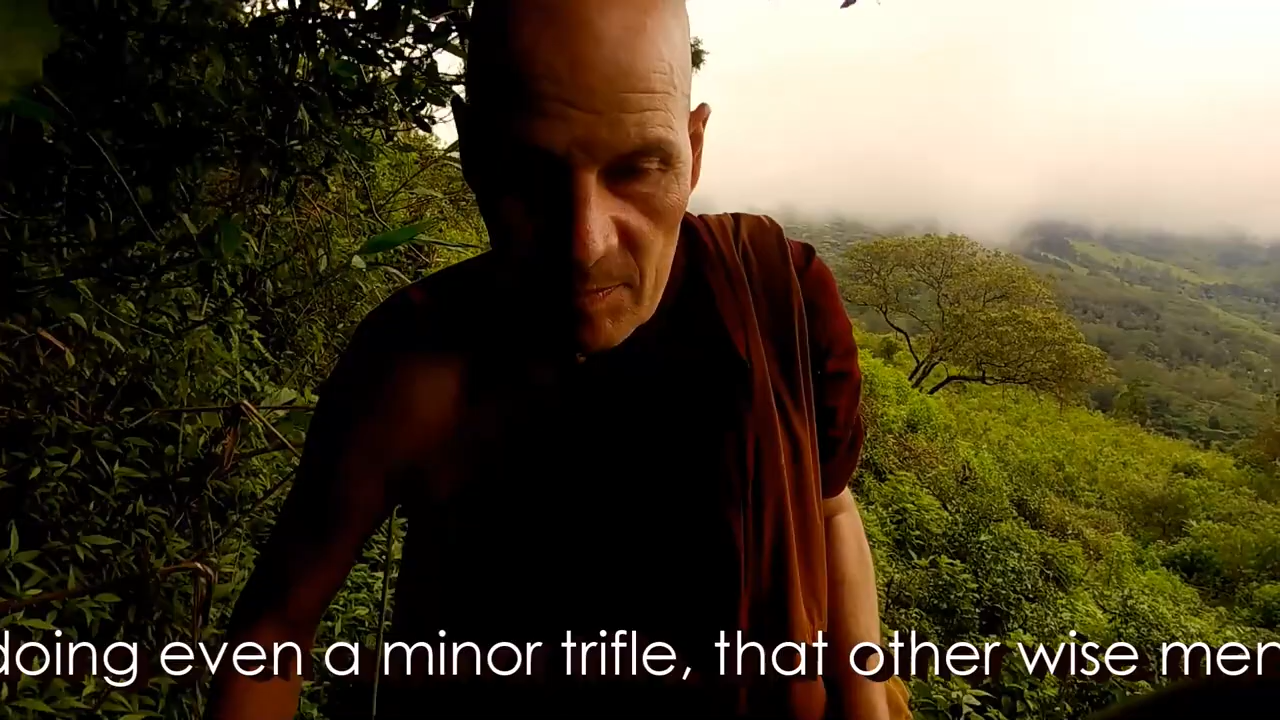 doing even a minor trifle, that other wise men